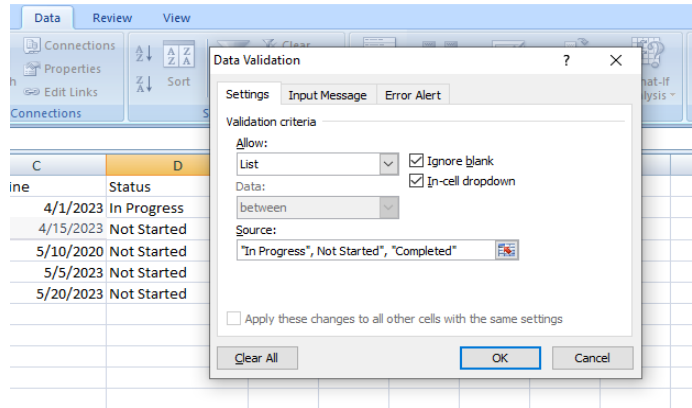 Data Review View
Connections
Properties
Edit Links
Connections
Sort
Clear
Data Validation ? ×
Settings Input Message Error Alert
Validation criteria
Allow:
List
Ignore blank
In-cell dropdown
Data:
between
Source:
"In Progress", Not Started", "Completed"
Apply these changes to all other cells with the same settings
Clear All OK Cancel
C D
ine Status
4/1/2023 In Progress
4/15/2023 Not Started
5/10/2020 Not Started
5/5/2023 Not Started
5/20/2023 Not Started